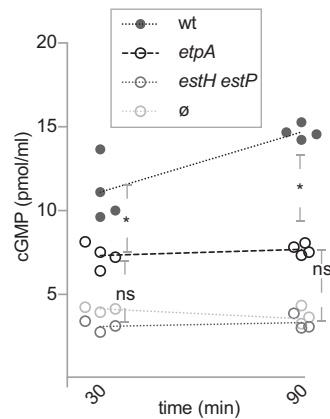 wt
etpA
estH estP
ø
20
15
10
5
cGMP (pmol/ml)
*
*
ns
ns
30
time (min)
90